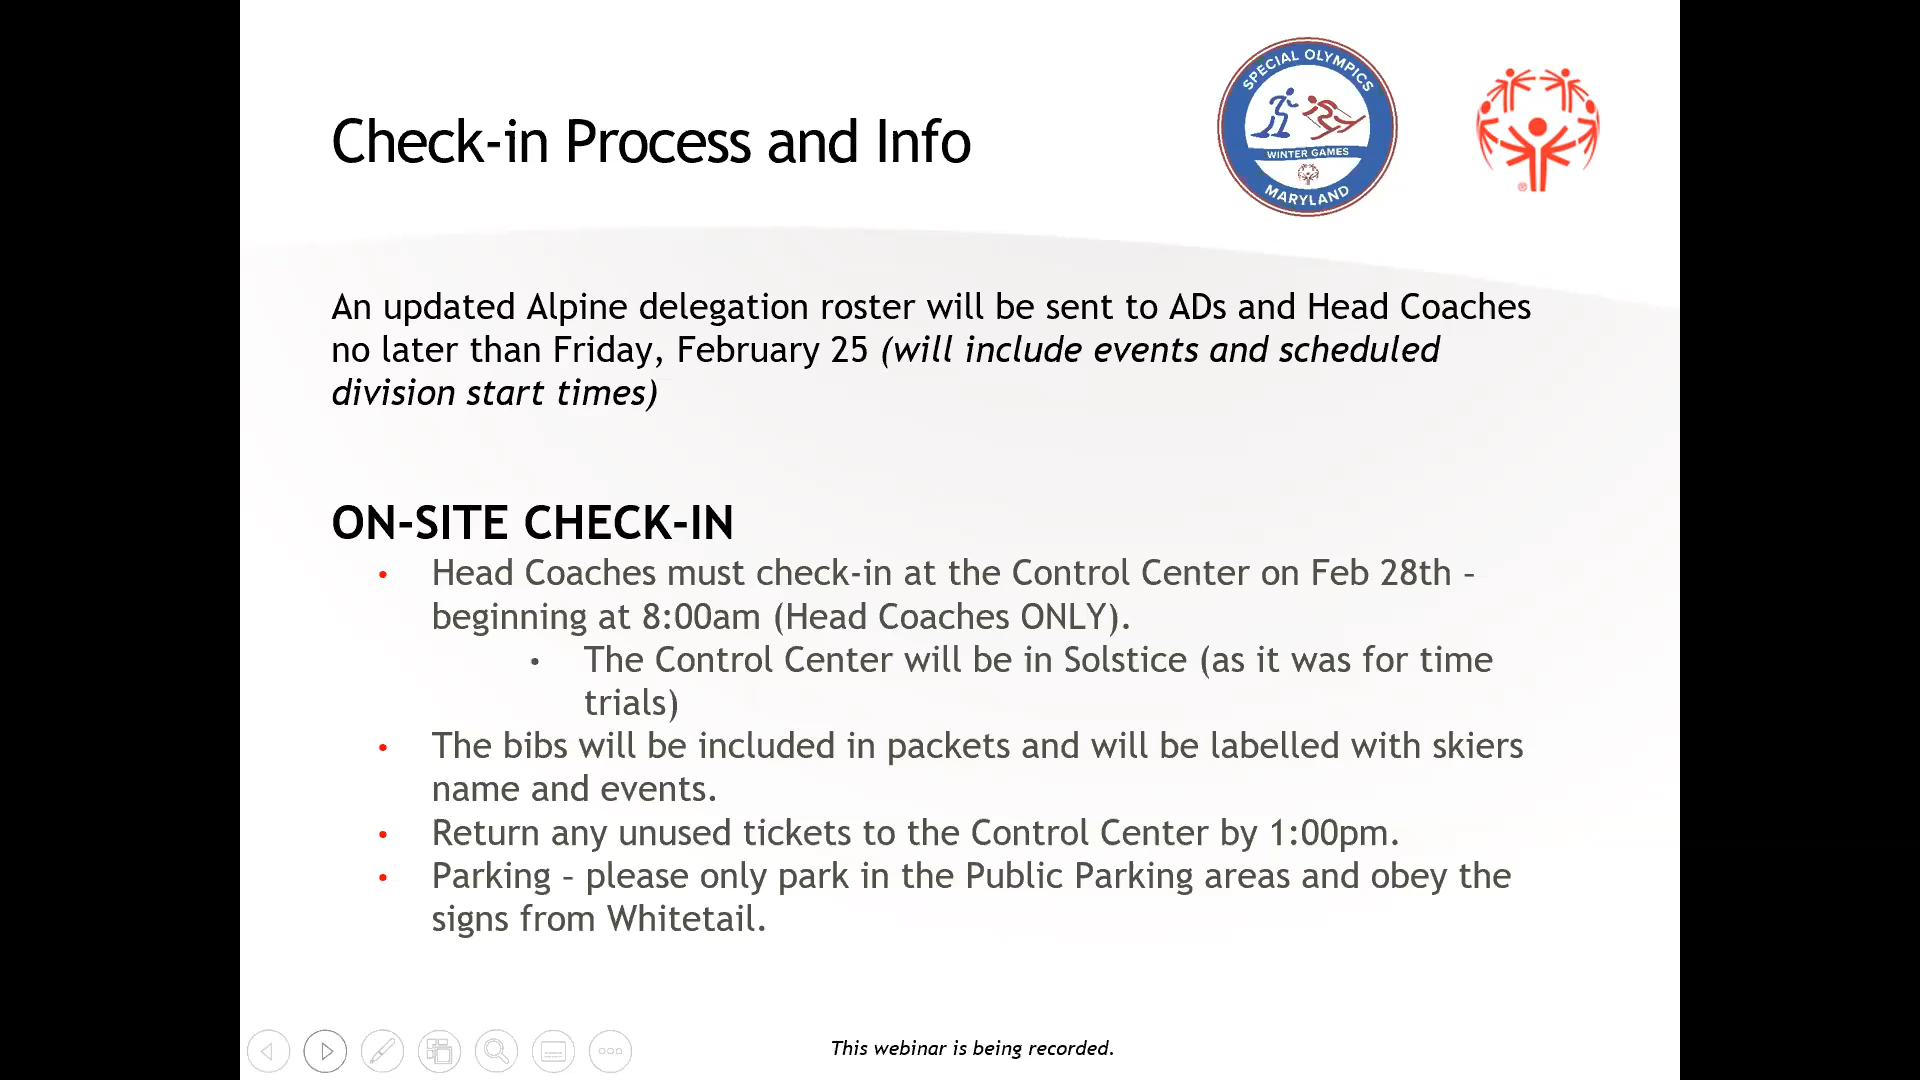 Check-in Process and Info
SPECIAL OLYMPICS
WINTER GAMES
MARYLAND
®
An updated Alpine delegation roster will be sent to ADs and Head Coaches
no later than Friday, February 25 (will include events and scheduled
division start times)
ON-SITE CHECK-IN
• Head Coaches must check-in at the Control Center on Feb 28th –
beginning at 8:00am (Head Coaches ONLY).
• The Control Center will be in Solstice (as it was for time
trials)
• The bibs will be included in packets and will be labelled with skiers
name and events.
• Return any unused tickets to the Control Center by 1:00pm.
• Parking – please only park in the Public Parking areas and obey the
signs from Whitetail.
This webinar is being recorded.